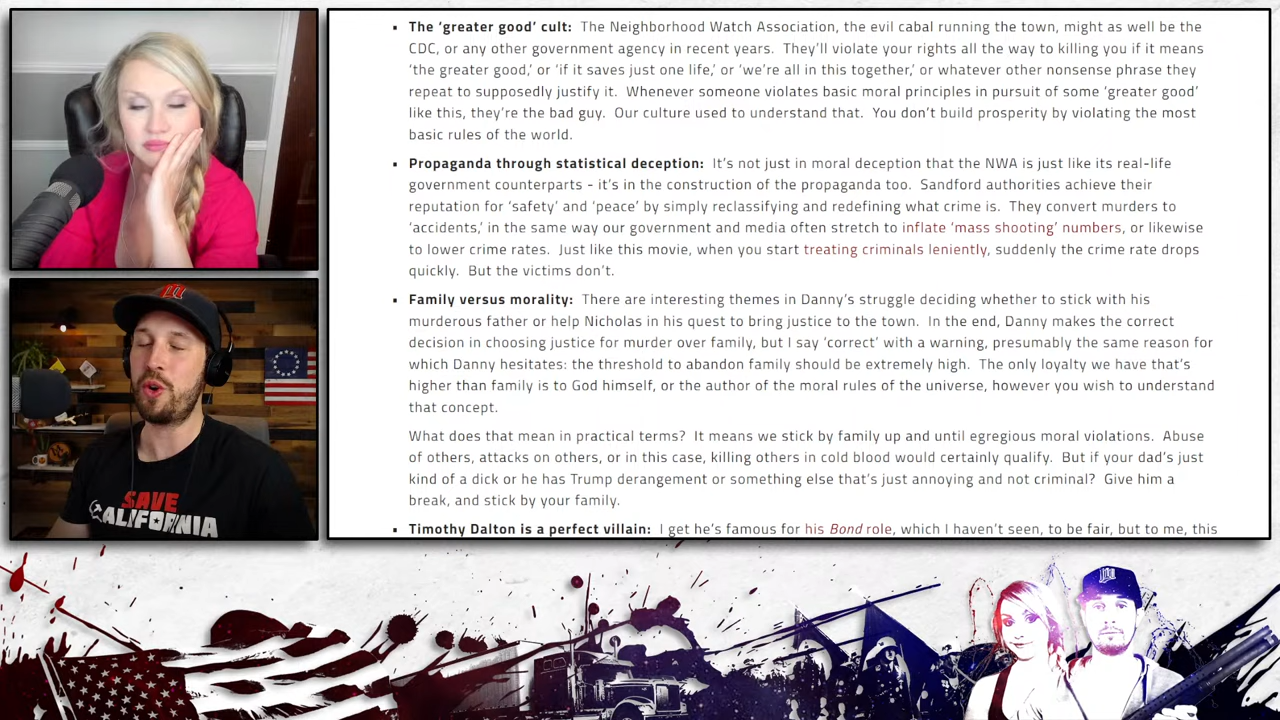 The ‘greater good’ cult: The Neighborhood Watch Association, the evil cabal running the town, might as well be the
CDC, or any other government agency in recent years. They’ll violate your rights all the way to killing you if it means
‘the greater good,’ or ‘if it saves just one life,’ or ‘we’re all in this together,’ or whatever other nonsense phrase they
repeat to supposedly justify it. Whenever someone violates basic moral principles in pursuit of some ‘greater good’
like this, they’re the bad guy. Our culture used to understand that. You don’t build prosperity by violating the most
basic rules of the world.
Propaganda through statistical deception: It’s not just in moral deception that the NWA is just like its real-life
government counterparts - it’s in the construction of the propaganda too. Sandford authorities achieve their
reputation for ‘safety’ and ‘peace’ by simply reclassifying and redefining what crime is. They convert murders to
‘accidents,’ in the same way our government and media often stretch to inflate ‘mass shooting’ numbers, or likewise
to lower crime rates. Just like this movie, when you start treating criminals leniently, suddenly the crime rate drops
quickly. But the victims don’t.
Family versus morality: There are interesting themes in Danny’s struggle deciding whether to stick with his
murderous father or help Nicholas in his quest to bring justice to the town. In the end, Danny makes the correct
decision in choosing justice for murder over family, but I say ‘correct’ with a warning, presumably the same reason for
which Danny hesitates: the threshold to abandon family should be extremely high. The only loyalty we have that’s
higher than family is to God himself, or the author of the moral rules of the universe, however you wish to understand
that concept.
What does that mean in practical terms? It means we stick by family up and until egregious moral violations. Abuse
of others, attacks on others, or in this case, killing others in cold blood would certainly qualify. But if your dad’s just
kind of a dick or he has Trump derangement or something else that’s just annoying and not criminal? Give him a
break, and stick by your family.
Timothy Dalton is a perfect villain: I get he’s famous for his Bond role, which I haven’t seen, to be fair, but to me, this
SAVE
CALIFORNIA